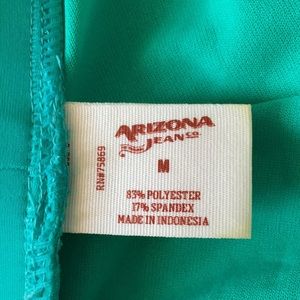 ARIZONA
JEAN CO.
M
83% POLYESTER
17% SPANDEX
MADE IN INDONESIA
RN#75869